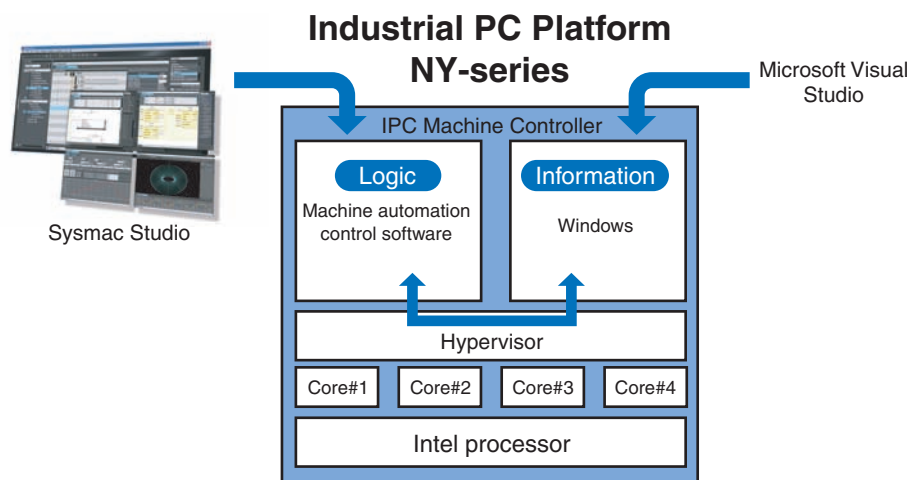 Industrial PC Platform
NY-series
Microsoft Visual
Studio
IPC Machine Controller
Logic
Machine automation
control software
Information
Windows
Sysmac Studio
Hypervisor
Core#1
Core#2
Core#3
Core#4
Intel processor